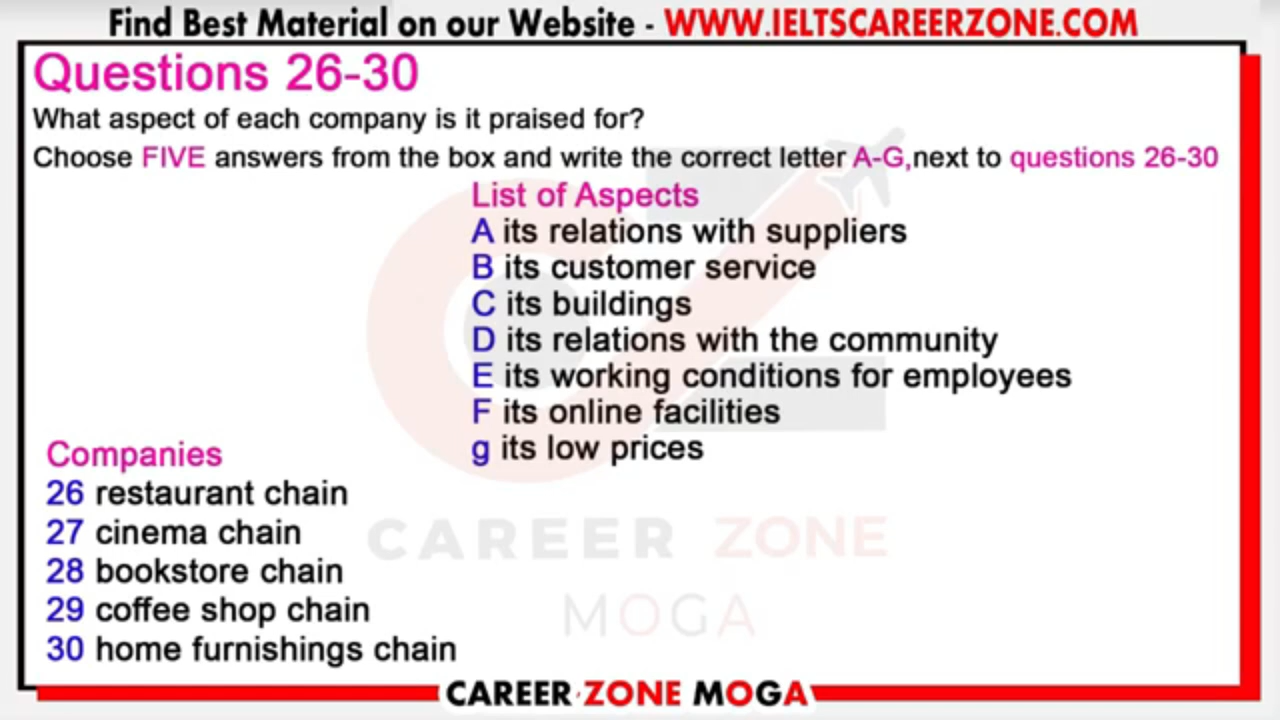 Find Best Material on our Website - WWW.IELTSCAREERZONE.COM
Questions 26-30
What aspect of each company is it praised for?
Choose FIVE answers from the box and write the correct letter A-G,next to questions 26-30
List of Aspects
A its relations with suppliers
B its customer service
C its buildings
D its relations with the community
E its working conditions for employees
F its online facilities
g its low prices
Companies
26 restaurant chain
27 cinema chain
28 bookstore chain
29 coffee shop chain
30 home furnishings chain
CAREER ZONE
MOGA
CAREER ZONE MOGA